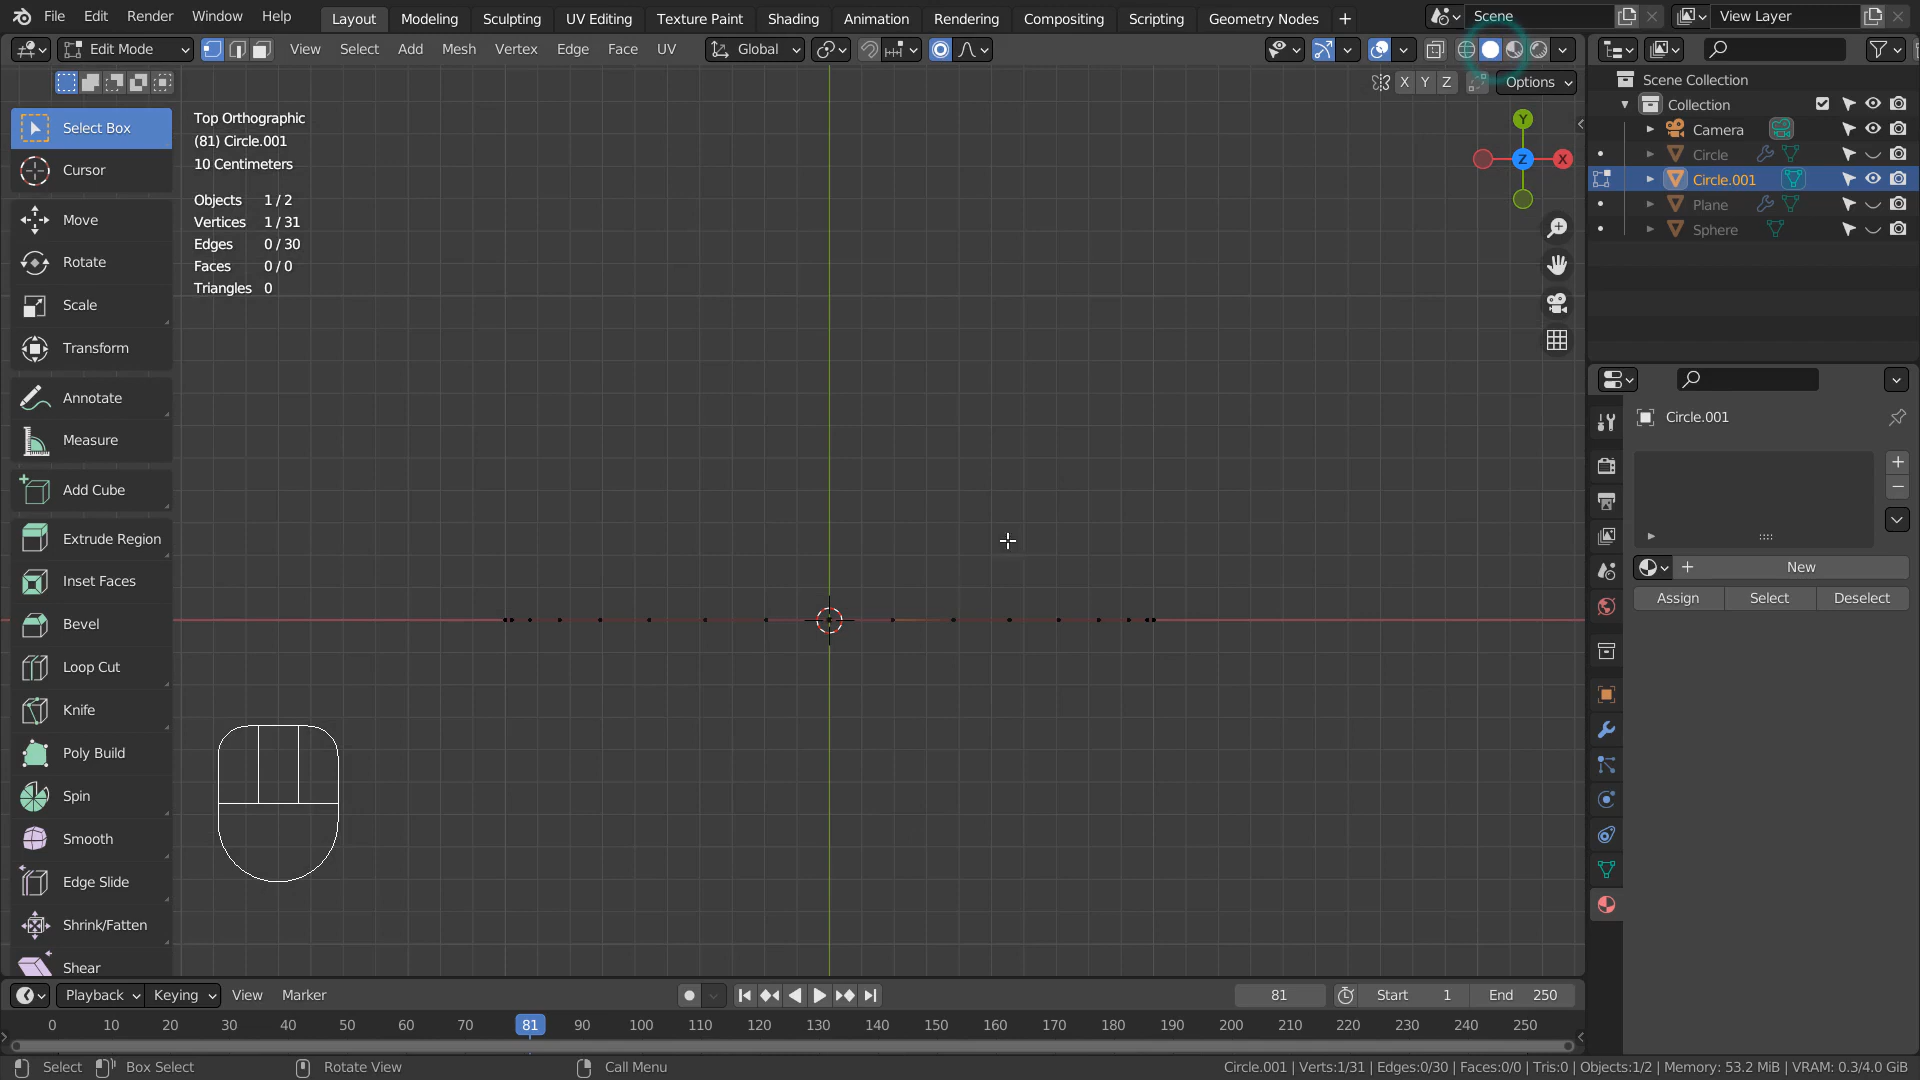 File Edit Render Window Help Layout Modeling Sculpting UV Editing Texture Paint Shading Animation Rendering Compositing Scripting Geometry Nodes + Scene View Layer
Edit Mode View Select Add Mesh Vertex Edge Face UV Global
X Y Z Options
Select Box
Cursor
Move
Rotate
Scale
Transform
Annotate
Measure
Add Cube
Extrude Region
Inset Faces
Bevel
Loop Cut
Knife
Poly Build
Spin
Smooth
Edge Slide
Shrink/Fatten
Shear
Top Orthographic
(81) Circle.001
10 Centimeters
Objects 1 / 2
Vertices 1 / 31
Edges 0 / 30
Faces 0 / 0
Triangles 0
Y
Z X
Scene Collection
Collection
Camera
Circle
Circle.001
Plane
Sphere
Circle.001
+ New
Assign Select Deselect
Playback Keying View Marker 81 Start 1 End 250
0 10 20 30 40 50 60 70 81 90 100 110 120 130 140 150 160 170 180 190 200 210 220 230 240 250
Select Box Select Rotate View Call Menu Circle.001 | Verts:1/31 | Edges:0/30 | Faces:0/0 | Tris:0 | Objects:1/2 | Memory: 53.2 MiB | VRAM: 0.3/4.0 GiB